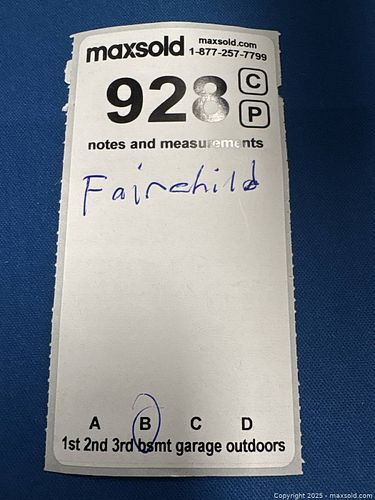 maxsold maxsold.com
1-877-257-7799
928 C
P
notes and measurements
Fairchild
A B C D
1st 2nd 3rd bsmt garage outdoors
Copyright © 2025 - maxsold.com